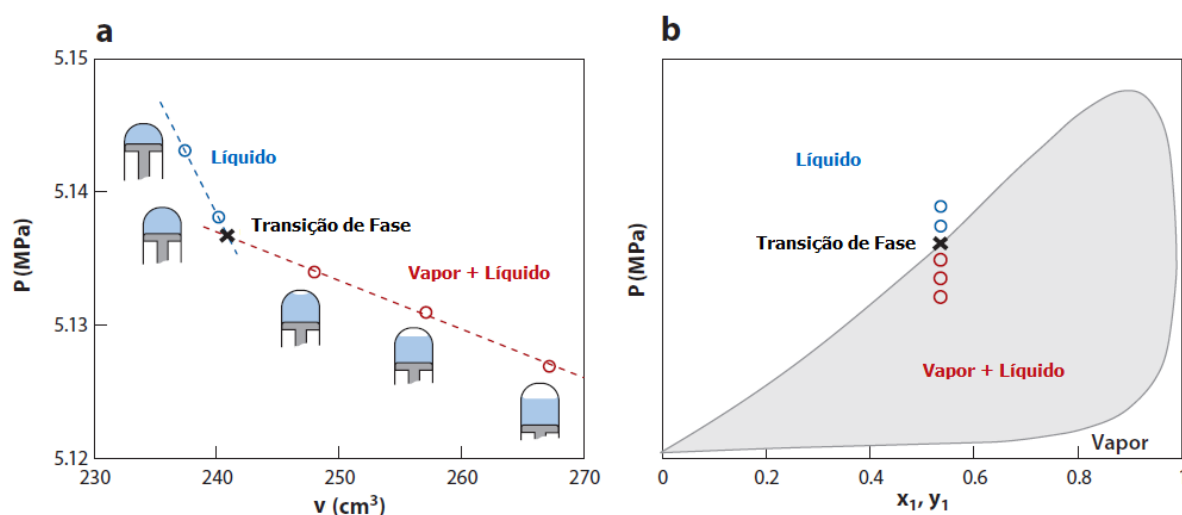 a
5.15
5.14
5.13
5.12
P (MPa)
Líquido
Transição de Fase
Vapor + Líquido
230
240
250
260
270
v (cm³)
b
P (MPa)
Líquido
Transição de Fase
Vapor + Líquido
Vapor
0
0.2
0.4
0.6
0.8
1
x₁, y₁